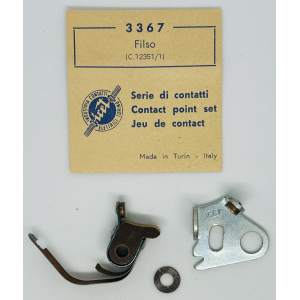 3367
Filso
(C.12351/1)
Serie di contatti
Contact point set
Jeu de contact
Made in Turin - Italy